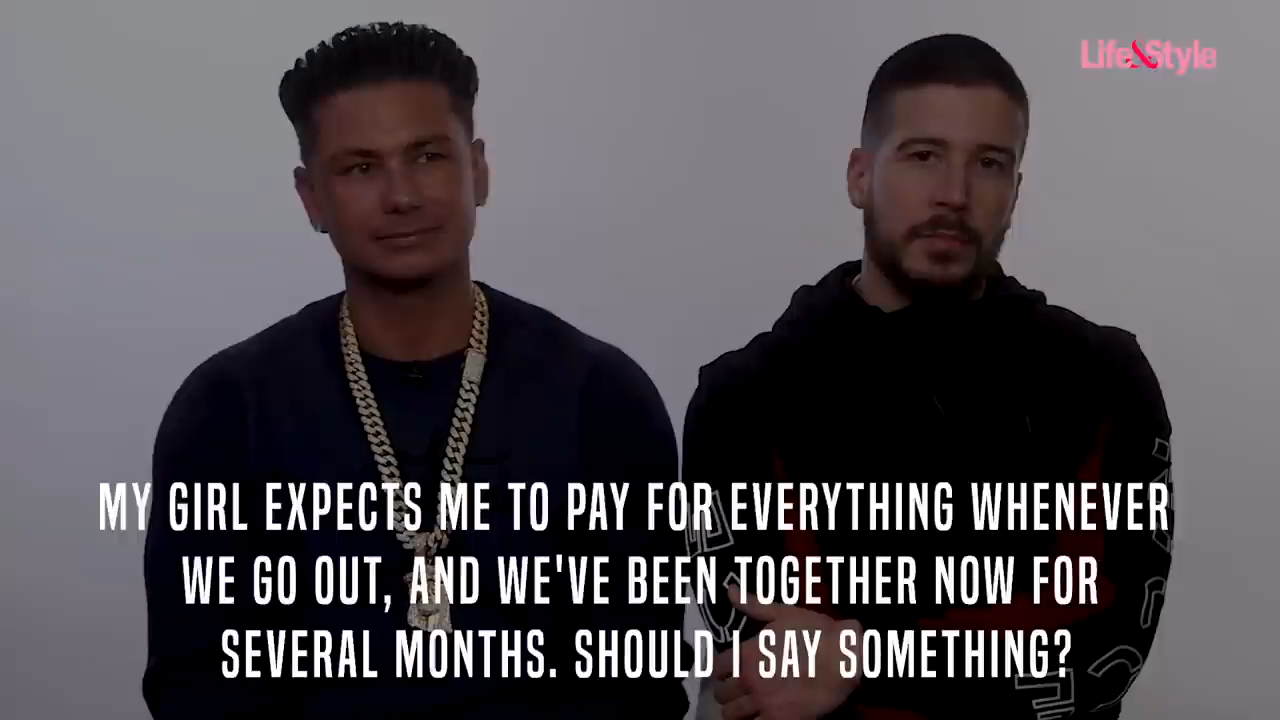 Life&Style
MY GIRL EXPECTS ME TO PAY FOR EVERYTHING WHENEVER
WE GO OUT, AND WE'VE BEEN TOGETHER NOW FOR
SEVERAL MONTHS. SHOULD I SAY SOMETHING?